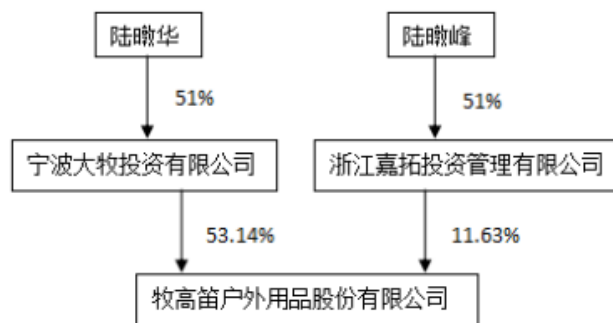 陆暾华
陆暾峰
51%
51%
宁波大牧投资有限公司
浙江嘉拓投资管理有限公司
53.14%
11.63%
牧高笛户外用品股份有限公司